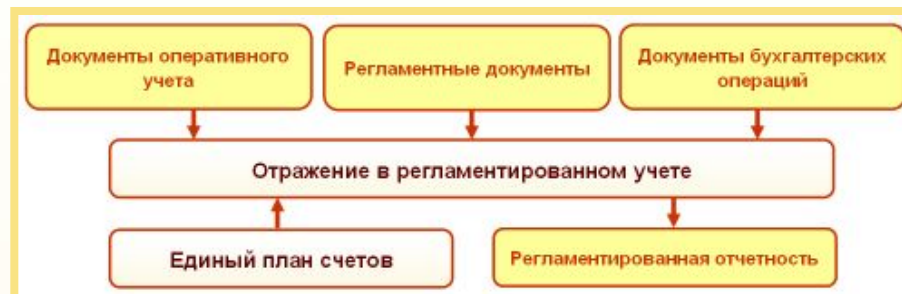 Документы оперативного
учета
Регламентные документы
Документы бухгалтерских
операций
Отражение в регламентированном учете
Единый план счетов
Регламентированная отчетность